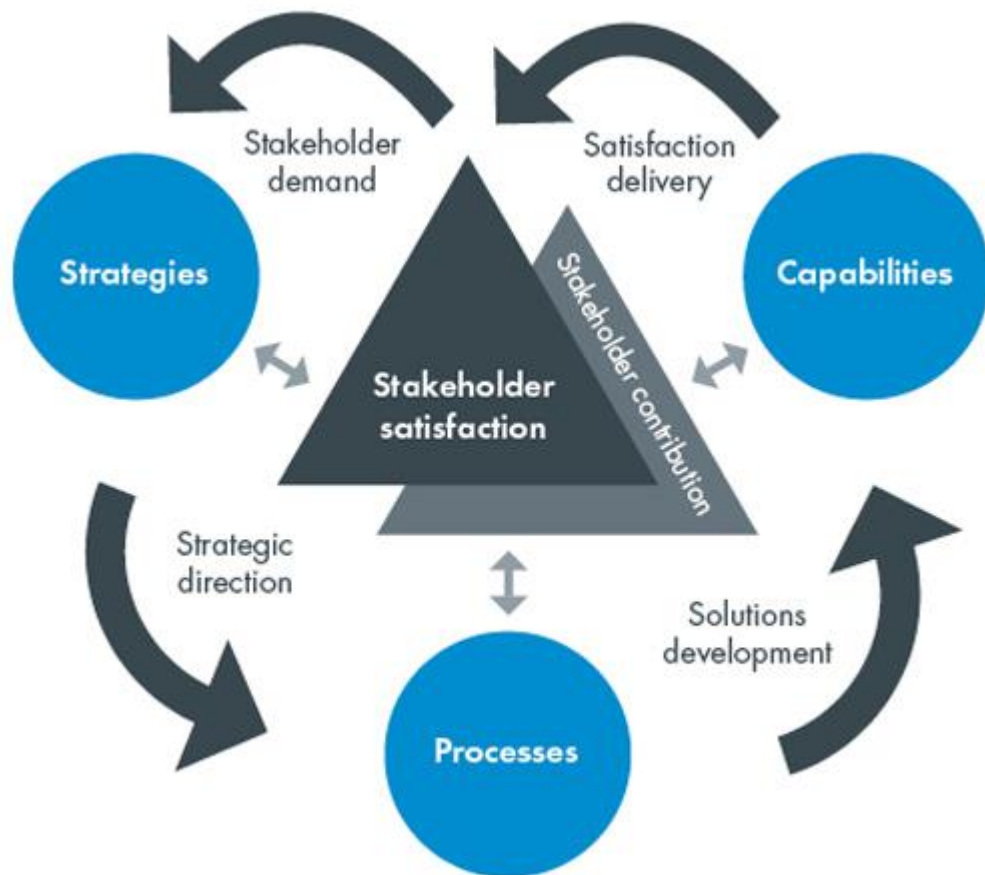 Stakeholder
demand
Satisfaction
delivery
Strategies
Capabilities
Stakeholder
satisfaction
Stakeholder contribution
Strategic
direction
Solutions
development
Processes